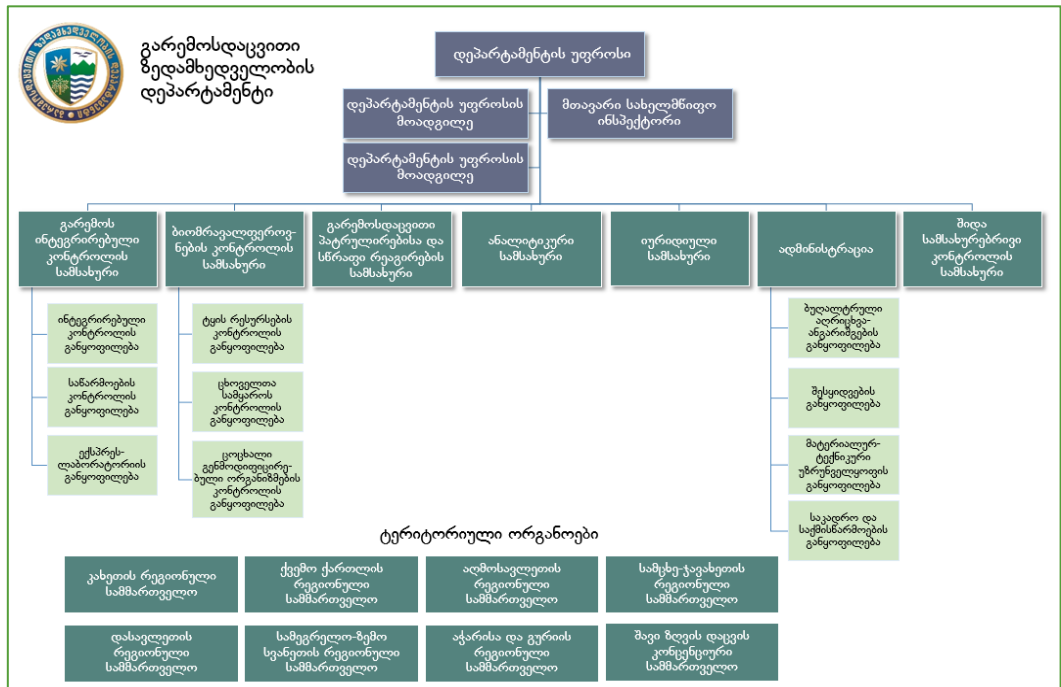 გარემოსდაცვითი
ზედამხედველობის
დეპარტამენტი
დეპარტამენტის უფროსი
დეპარტამენტის უფროსის
მოადგილე
მთავარი სახელმწიფო
ინსპექტორი
დეპარტამენტის უფროსის
მოადგილე
გარემოს
ინტეგრირებული
კონტროლის
სამსახური
ბიომრავალფეროვ-
ნების კონტროლის
სამსახური
გარემოსდაცვითი
პატრულირებისა და
სწრაფი რეაგირების
სამსახური
ანალიტიკური
სამსახური
იურიდიული
სამსახური
ადმინისტრაცია
შიდა
სამსახურებრივი
კონტროლის
სამსახური
ინტეგრირებული
კონტროლის
განყოფილება
საწარმოების
კონტროლის
განყოფილება
ექსპრეს-
ლაბორატორიის
განყოფილება
ტყის რესურსების
კონტროლის
განყოფილება
ცხოველთა
სამყაროს
კონტროლის
განყოფილება
ცოცხალი
გენმოდიფიცირე-
ბული ორგანიზმების
კონტროლის
განყოფილება
ბუღალტრული
აღრიცხვა-
ანგარიშგების
განყოფილება
შესყიდვების
განყოფილება
მატერიალურ-
ტექნიკური
უზრუნველყოფის
განყოფილება
საკადრო და
საქმისწარმოების
განყოფილება
ტერიტორიული ორგანოები
კახეთის რეგიონული
სამმართველო
ქვემო ქართლის
რეგიონული
სამმართველო
აღმოსავლეთის
რეგიონული
სამმართველო
სამცხე-ჯავახეთის
რეგიონული
სამმართველო
დასავლეთის
რეგიონული
სამმართველო
სამეგრელო-ზემო
სვანეთის რეგიონული
სამმართველო
აჭარისა და გურიის
რეგიონული
სამმართველო
შავი ზღვის დაცვის
კონცენციური
სამმართველო